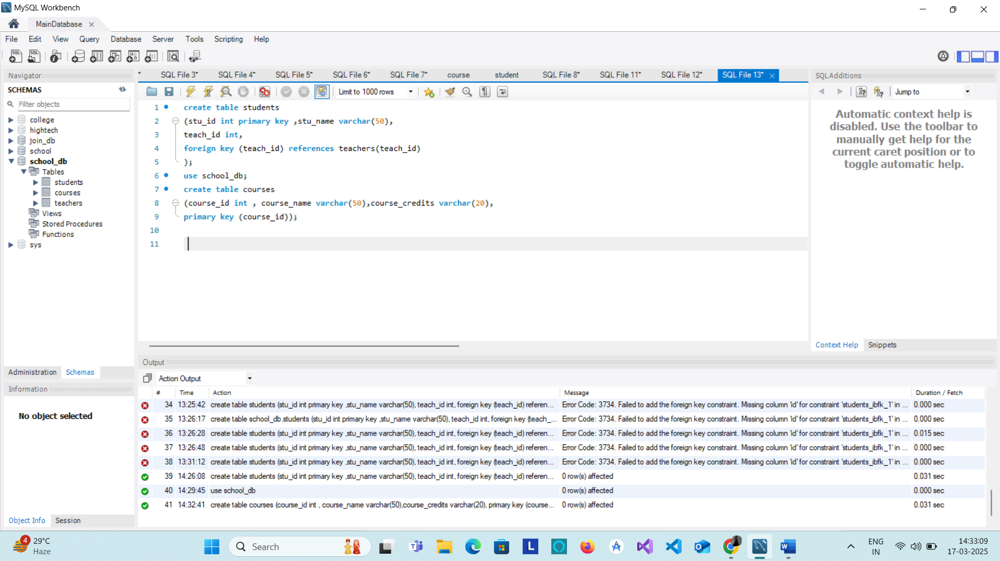 MySQL Workbench
MainDatabase
File Edit View Query Database Server Tools Scripting Help
Navigator
SCHEMAS
Filter objects
college
hightech
join_db
school
school_db
Tables
students
courses
teachers
Views
Stored Procedures
Functions
sys
Administration Schemas
Information
No object selected
Object Info Session
* SQL File 3* SQL File 4* SQL File 5* SQL File 6* SQL File 7* course student SQL File 8* SQL File 11* SQL File 12* SQL File 13*
Limit to 1000 rows
1 create table students
2 (stu_id int primary key ,stu_name varchar(50),
3 teach_id int,
4 foreign key (teach_id) references teachers(teach_id)
5 );
6 use school_db;
7 create table courses
8 (course_id int , course_name varchar(50),course_credits varchar(20),
9 primary key (course_id));
10
11
SQLAdditions
Jump to
Automatic context help is
disabled. Use the toolbar to
manually get help for the
current caret position or to
toggle automatic help.
Context Help Snippets
Output
Action Output
# Time Action Message Duration / Fetch
34 13:25:42 create table students (stu_id int primary key ,stu_name varchar(50), teach_id int, foreign key (teach_id) referen... Error Code: 3734. Failed to add the foreign key constraint. Missing column 'id' for constraint 'students_ibfk_1' in ... 0.000 sec
35 13:26:17 create table school_db.students (stu_id int primary key ,stu_name varchar(50), teach_id int, foreign key (teach_... Error Code: 3734. Failed to add the foreign key constraint. Missing column 'id' for constraint 'students_ibfk_1' in ... 0.000 sec
36 13:26:28 create table students (stu_id int primary key ,stu_name varchar(50), teach_id int, foreign key (teach_id) referen... Error Code: 3734. Failed to add the foreign key constraint. Missing column 'id' for constraint 'students_ibfk_1' in ... 0.015 sec
37 13:26:48 create table students (stu_id int primary key ,stu_name varchar(50), teach_id int, foreign key (teach_id) referen... Error Code: 3734. Failed to add the foreign key constraint. Missing column 'id' for constraint 'students_ibfk_1' in ... 0.000 sec
38 13:31:12 create table students (stu_id int primary key ,stu_name varchar(50), teach_id int, foreign key (teach_id) referen... Error Code: 3734. Failed to add the foreign key constraint. Missing column 'id' for constraint 'students_ibfk_1' in ... 0.000 sec
39 14:26:08 create table students (stu_id int primary key ,stu_name varchar(50), teach_id int, foreign key (teach_id) referen... 0 row(s) affected 0.031 sec
40 14:29:45 use school_db 0 row(s) affected 0.000 sec
41 14:32:41 create table courses (course_id int , course_name varchar(50),course_credits varchar(20), primary key (course... 0 row(s) affected 0.031 sec
4 29°C
Haze
Search
ENG
IN
14:33:09
17-03-2025